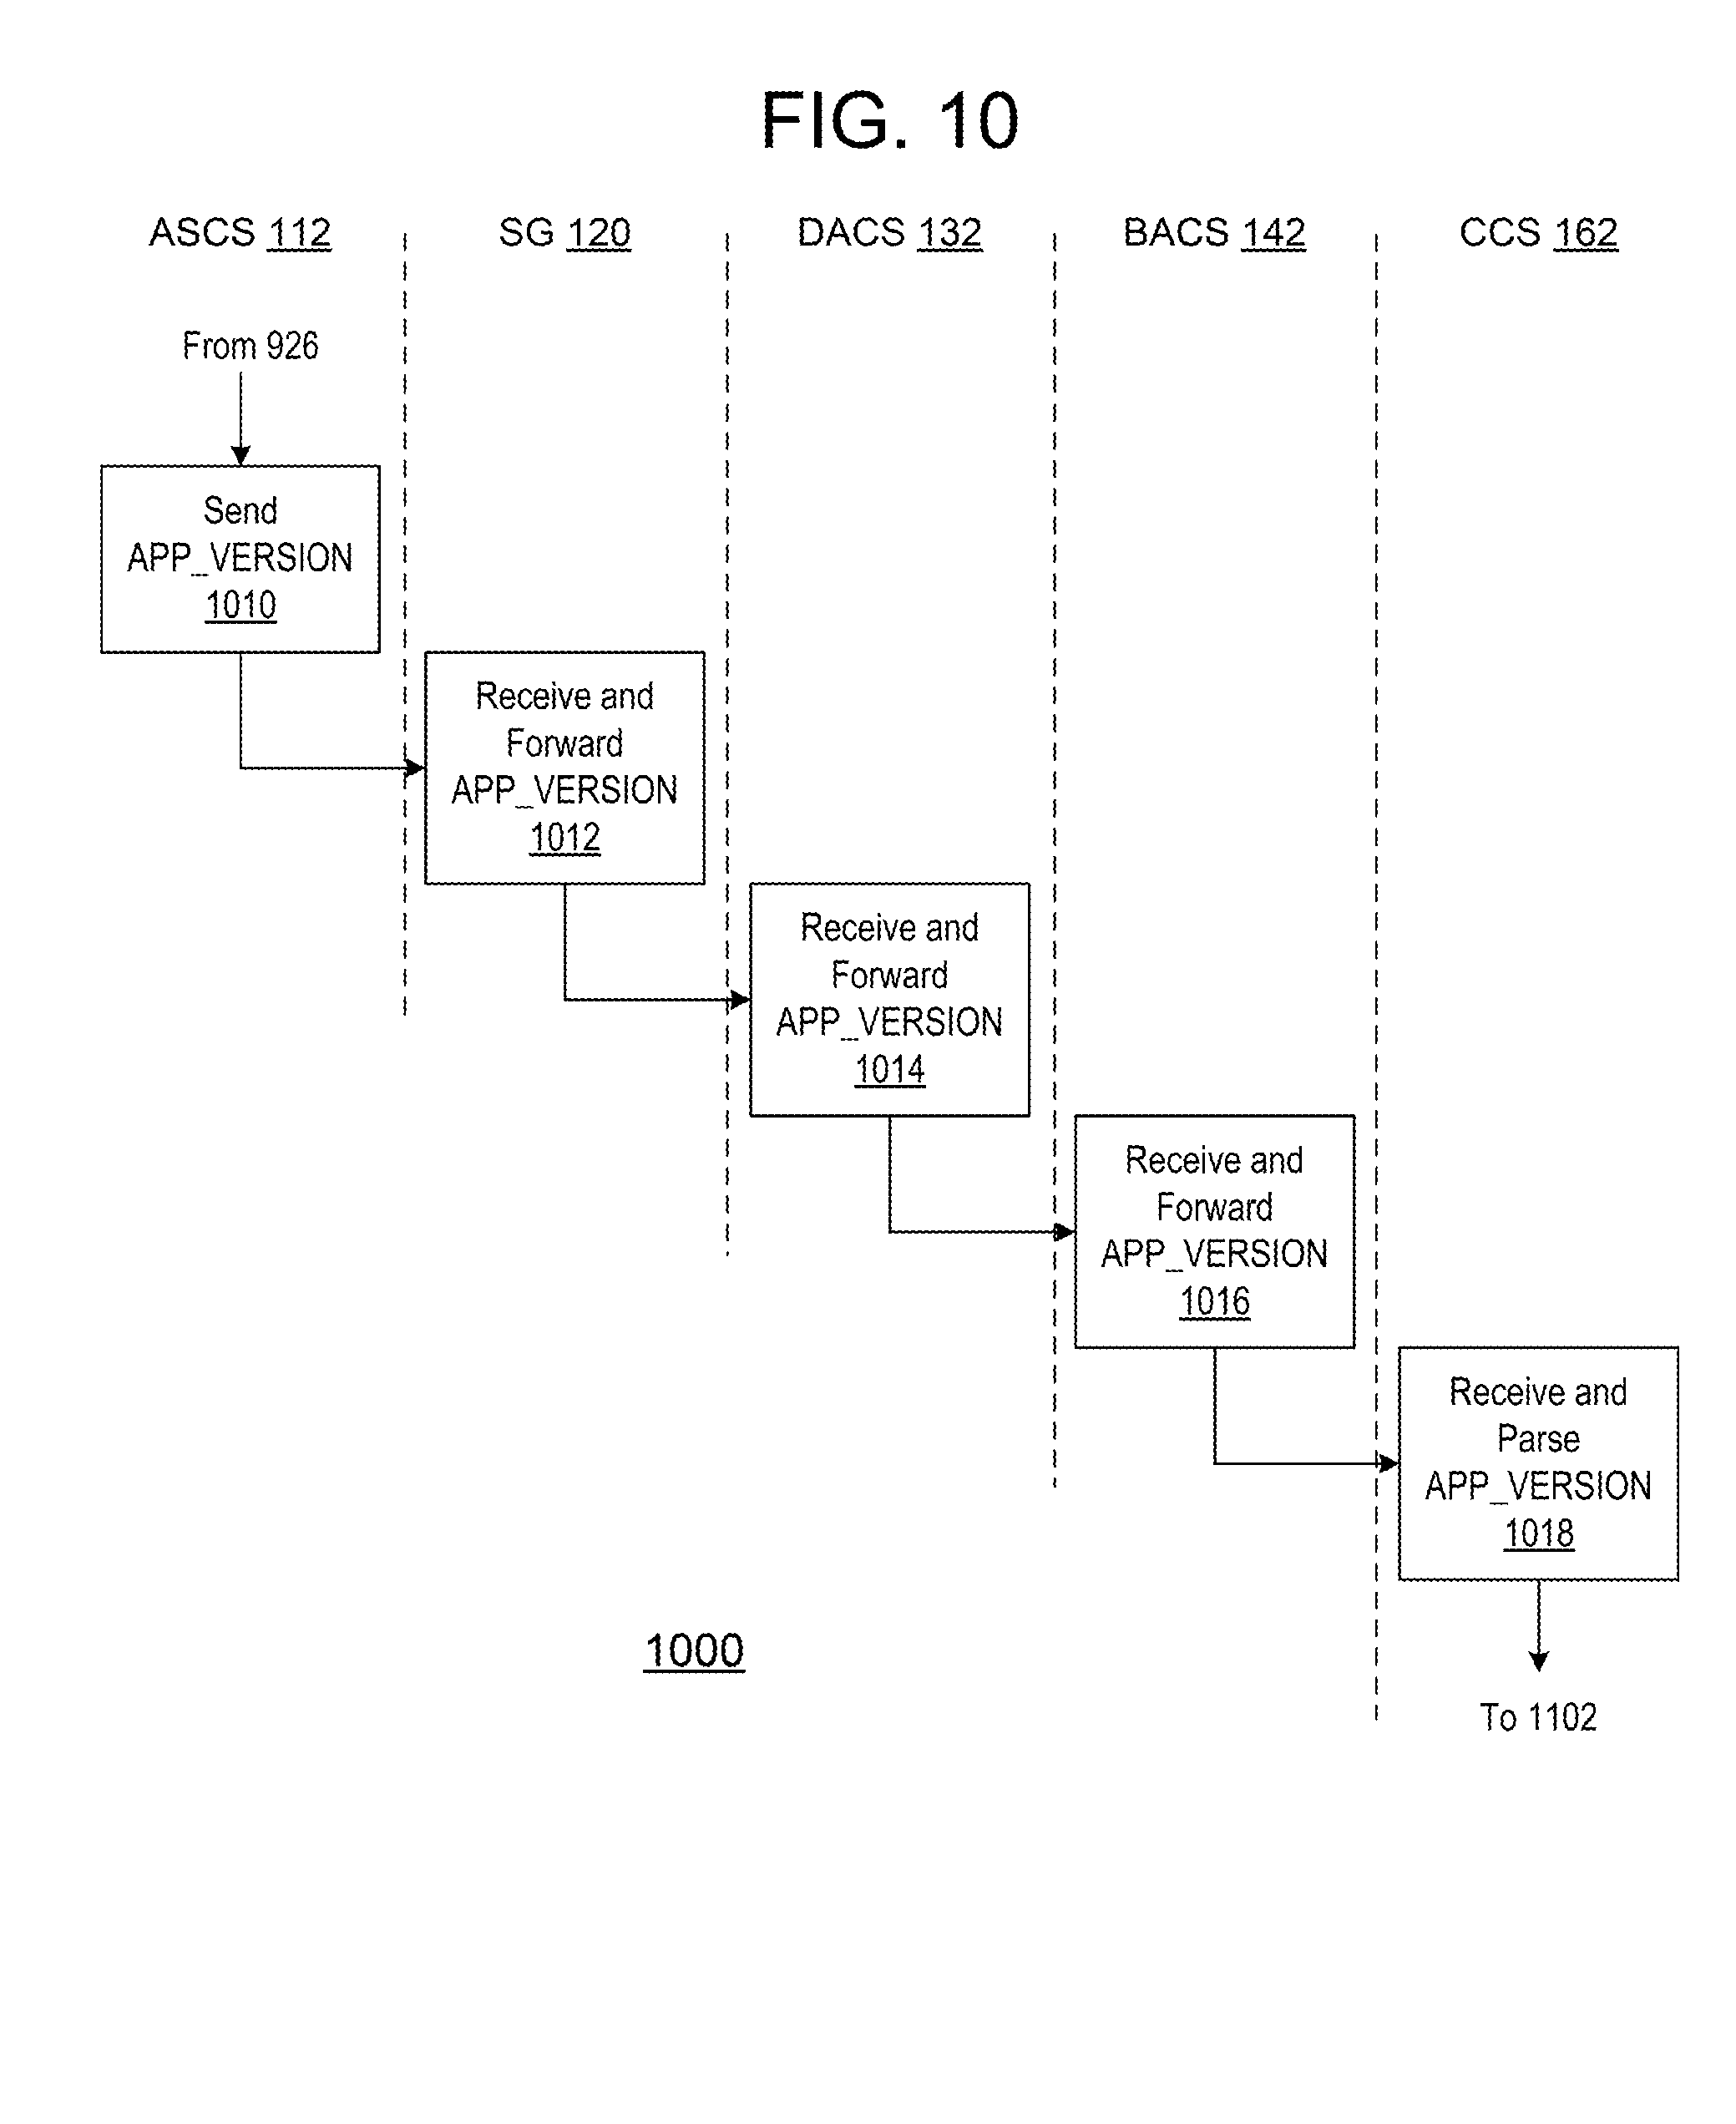 FIG. 10
ASCS 112
SG 120
DACS 132
BACS 142
CCS 162
From 926
Send
APP_VERSION
1010
Receive and
Forward
APP_VERSION
1012
Receive and
Forward
APP_VERSION
1014
Receive and
Forward
APP_VERSION
1016
Receive and
Parse
APP_VERSION
1018
To 1102
1000